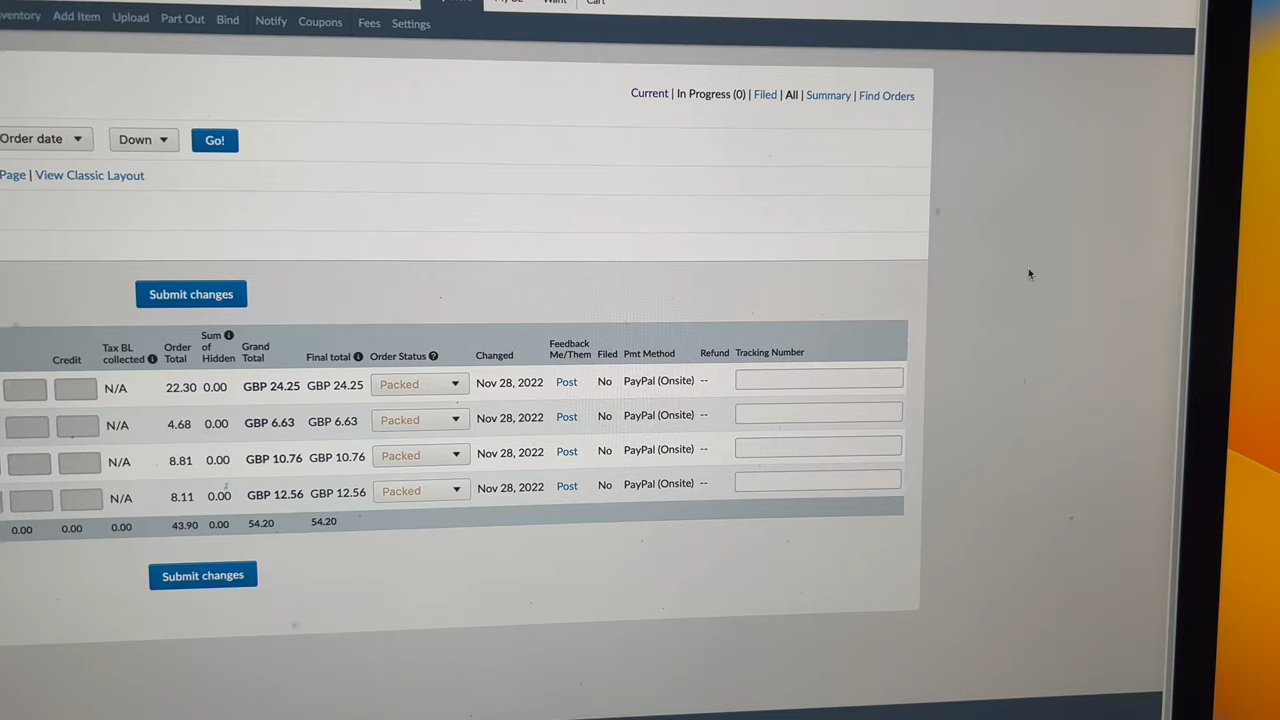 Add Item Upload Part Out Bind Notify Coupons Fees Settings
Current | In Progress (0) | Filed | All | Summary | Find Orders
Order date Down Go!
Page | View Classic Layout
Submit changes
Credit Tax BL collected Order Total Sum of Hidden Grand Total Final total Order Status Changed Feedback Me/Them Filed Pmt Method Refund Tracking Number
N/A 22.30 0.00 GBP 24.25 GBP 24.25 Packed Nov 28, 2022 Post No PayPal (Onsite) --
N/A 4.68 0.00 GBP 6.63 GBP 6.63 Packed Nov 28, 2022 Post No PayPal (Onsite) --
N/A 8.81 0.00 GBP 10.76 GBP 10.76 Packed Nov 28, 2022 Post No PayPal (Onsite) --
N/A 8.11 0.00 GBP 12.56 GBP 12.56 Packed Nov 28, 2022 Post No PayPal (Onsite) --
0.00 0.00 0.00 43.90 0.00 54.20 54.20
Submit changes